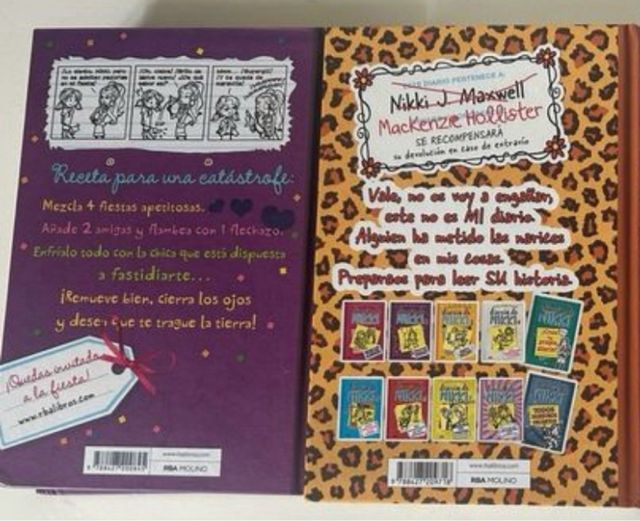 Receta para una catástrofe:
Mezcla 4 fiestas apetitosas.
Añade 2 amigas y flambea con 1 flechazo.
Enfríalo todo con la chica que está dispuesta
a fastidiarte...
¡Remueve bien, cierra los ojos
y desea que te trague la tierra!
¡Quedas invitada
a la fiesta!
www.rbalibros.com
RBA MOLINO
ESTE DIARIO PERTENECE A:
Nikki J. Maxwell
Mackenzie Hollister
SE RECOMPENSARÁ
su devolución en caso de extravío
Vale, no os voy a engañar,
este no es MI diario.
Alguien ha metido las narices
en mis cosas.
Preparaos para leer SU historia.
RBA MOLINO